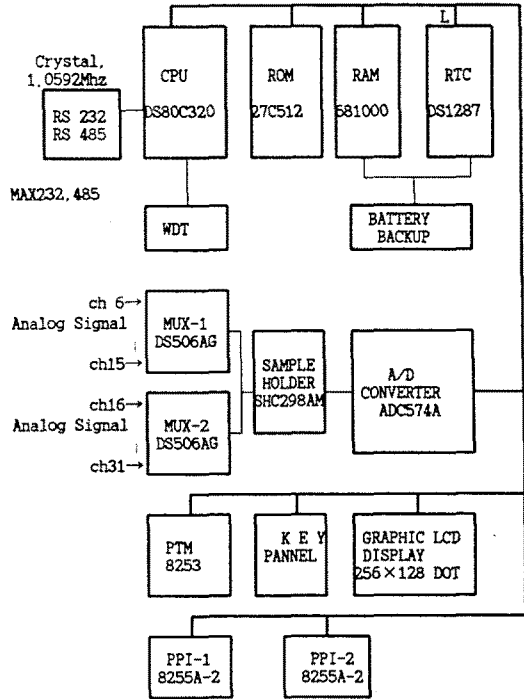 L
Crystal,
1.0592Mhz
CPU
DS80C320
ROM
27C512
RAM
681000
RTC
DS1287
RS 232
RS 485
MAX232,485
WDT
BATTERY
BACKUP
ch 6→
Analog Signal
ch15→
MUX-1
DS506AG
ch16→
Analog Signal
ch31→
MUX-2
DS506AG
SAMPLE
HOLDER
SHC298AM
A/D
CONVERTER
ADC574A
PTM
8253
K E Y
PANNEL
GRAPHIC LCD
DISPLAY
256×128 DOT
PPI-1
8255A-2
PPI-2
8255A-2